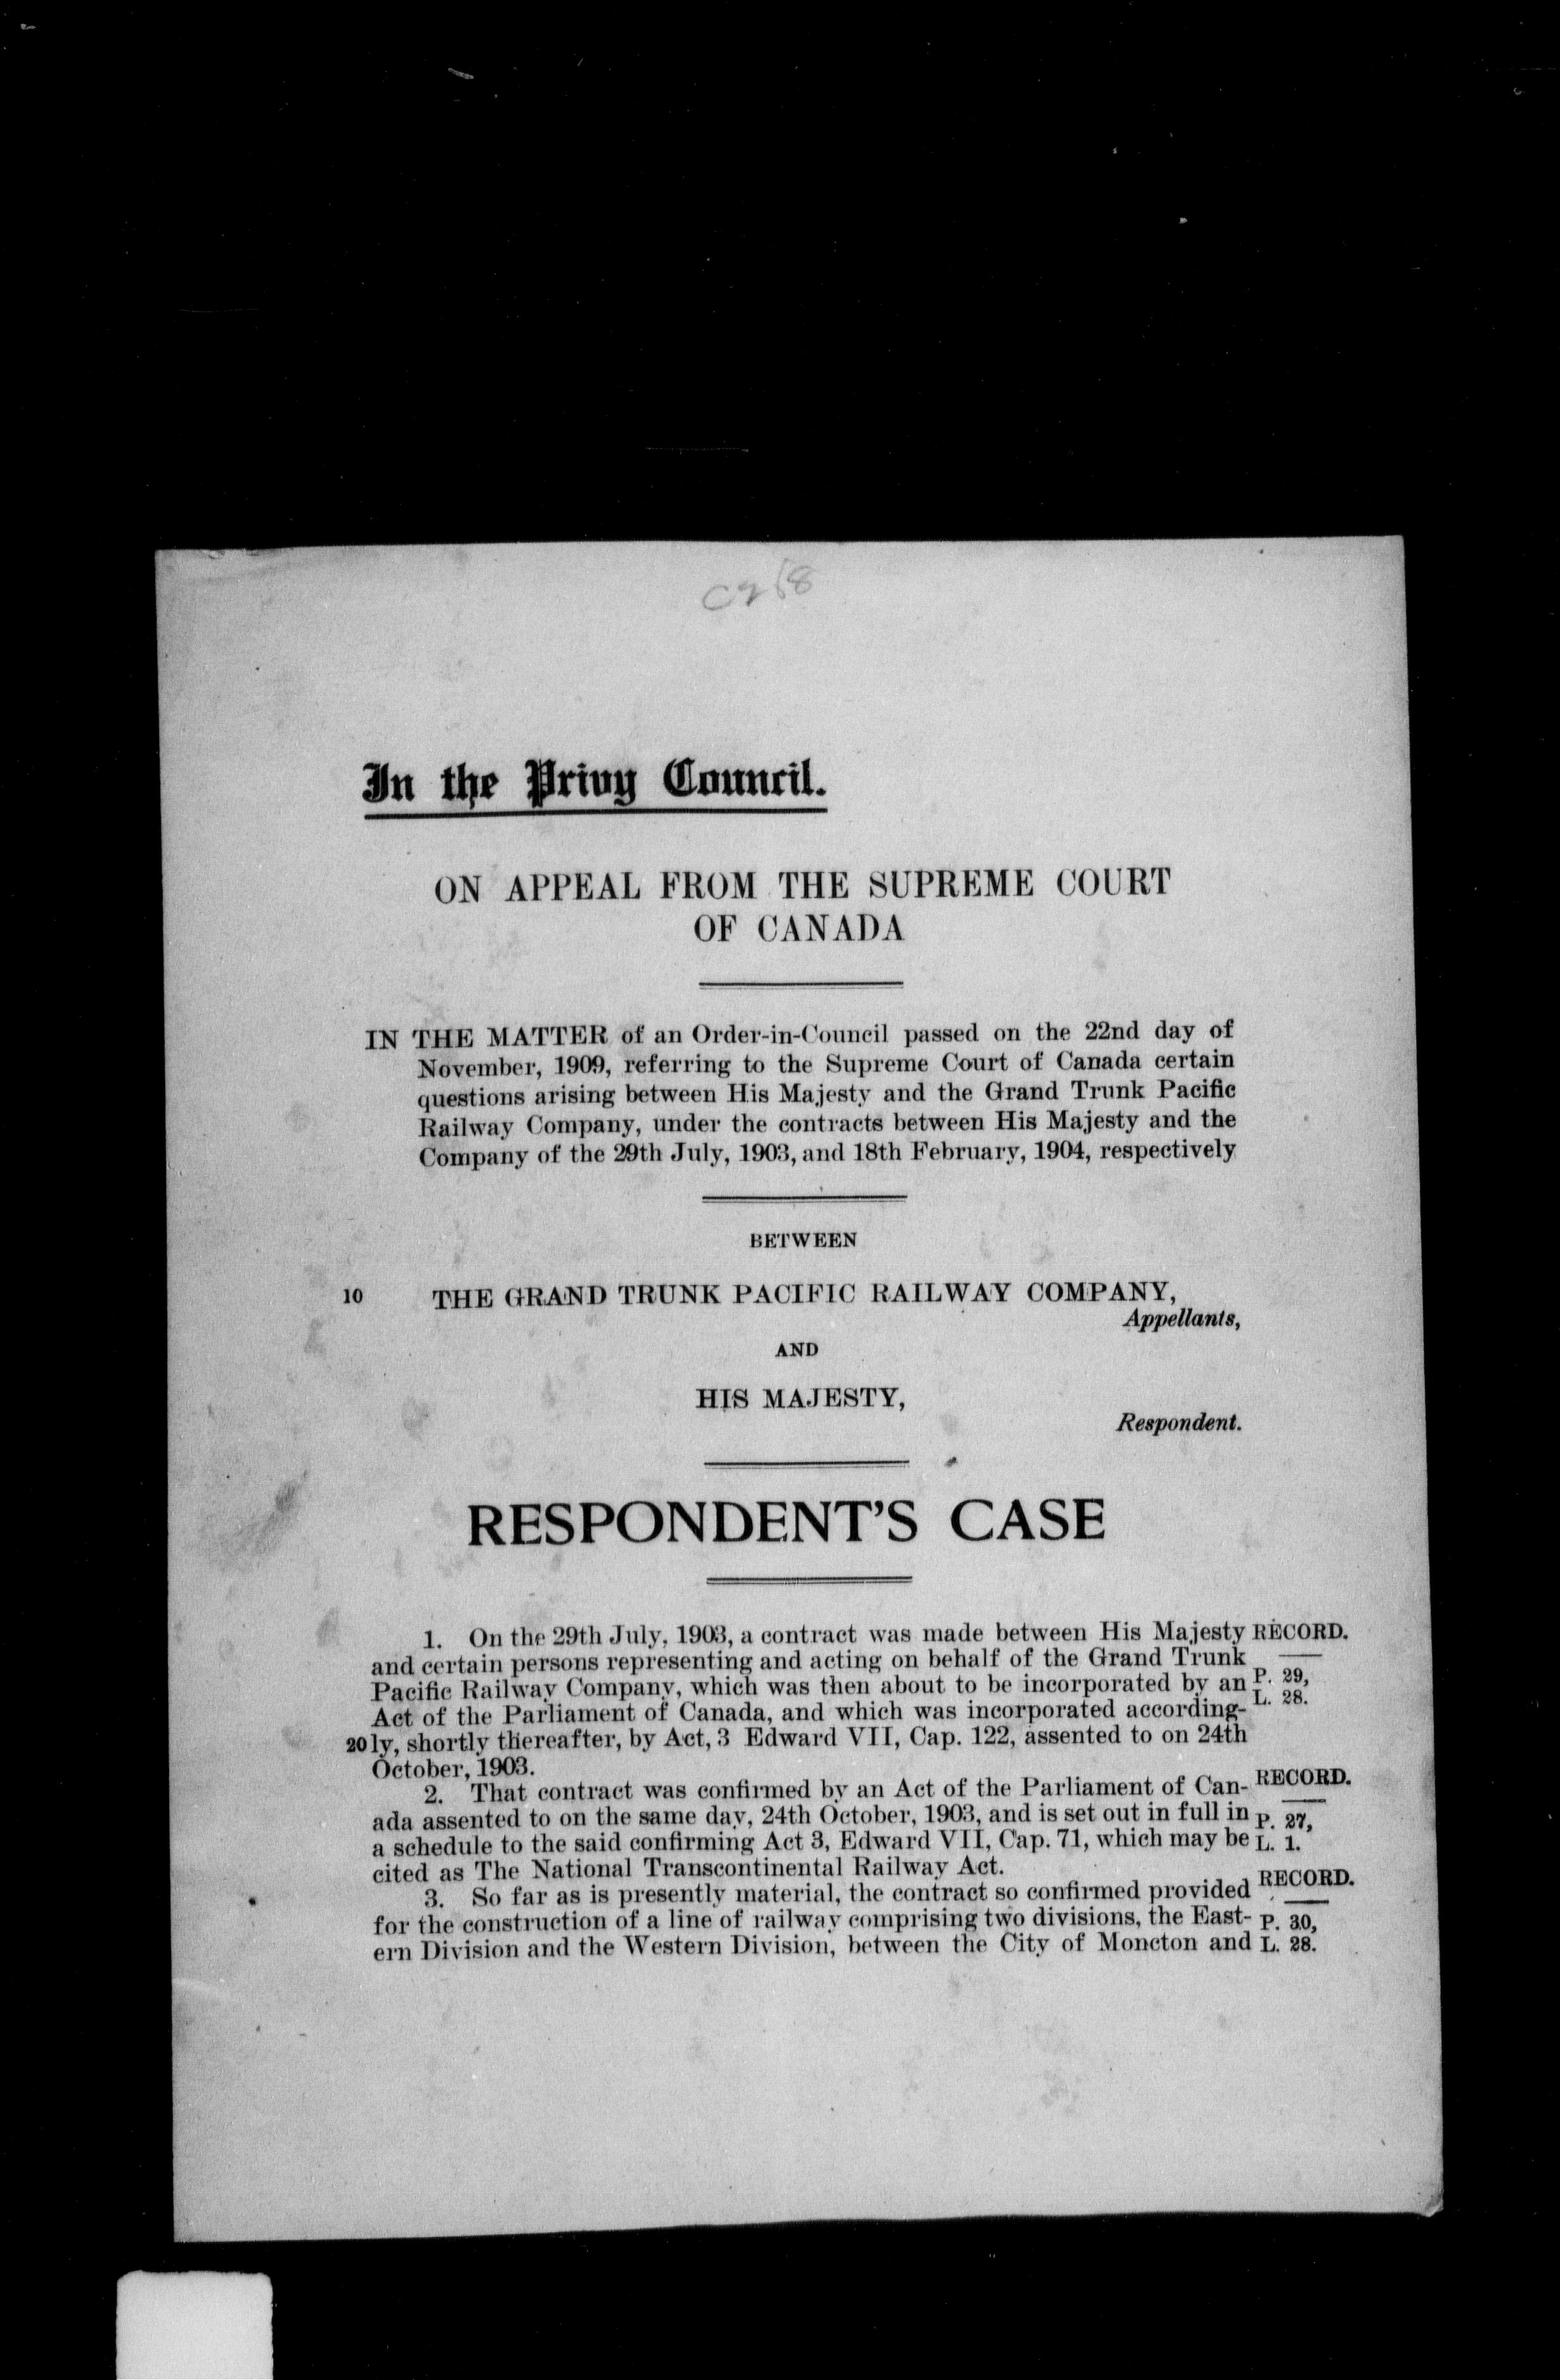 In the Privy Council.
ON APPEAL FROM THE SUPREME COURT
OF CANADA
IN THE MATTER of an Order-in-Council passed on the 22nd day of
November, 1909, referring to the Supreme Court of Canada certain
questions arising between His Majesty and the Grand Trunk Pacific
Railway Company, under the contracts between His Majesty and the
Company of the 29th July, 1903, and 18th February, 1904, respectively
BETWEEN
10 THE GRAND TRUNK PACIFIC RAILWAY COMPANY,
Appellants,
AND
HIS MAJESTY,
Respondent.
RESPONDENT'S CASE
1. On the 29th July, 1903, a contract was made between His Majesty RECORD.
and certain persons representing and acting on behalf of the Grand Trunk
Pacific Railway Company, which was then about to be incorporated by an P. 29,
Act of the Parliament of Canada, and which was incorporated according- L. 28.
20 ly, shortly thereafter, by Act, 3 Edward VII, Cap. 122, assented to on 24th
October, 1903.
2. That contract was confirmed by an Act of the Parliament of Can- RECORD.
ada assented to on the same day, 24th October, 1903, and is set out in full in P. 27,
a schedule to the said confirming Act 3, Edward VII, Cap. 71, which may be L. 1.
cited as The National Transcontinental Railway Act.
3. So far as is presently material, the contract so confirmed provided RECORD.
for the construction of a line of railway comprising two divisions, the East- P. 30,
ern Division and the Western Division, between the City of Moncton and L. 28.